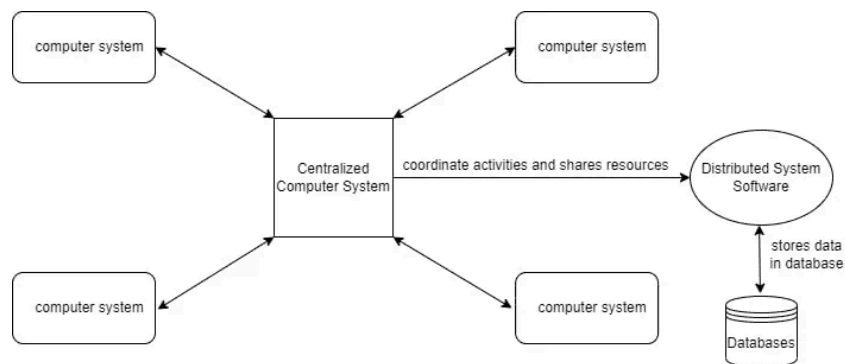 computer system
computer system
Centralized
Computer System
coordinate activities and shares resources
Distributed System
Software
stores data
in database
computer system
computer system
Databases